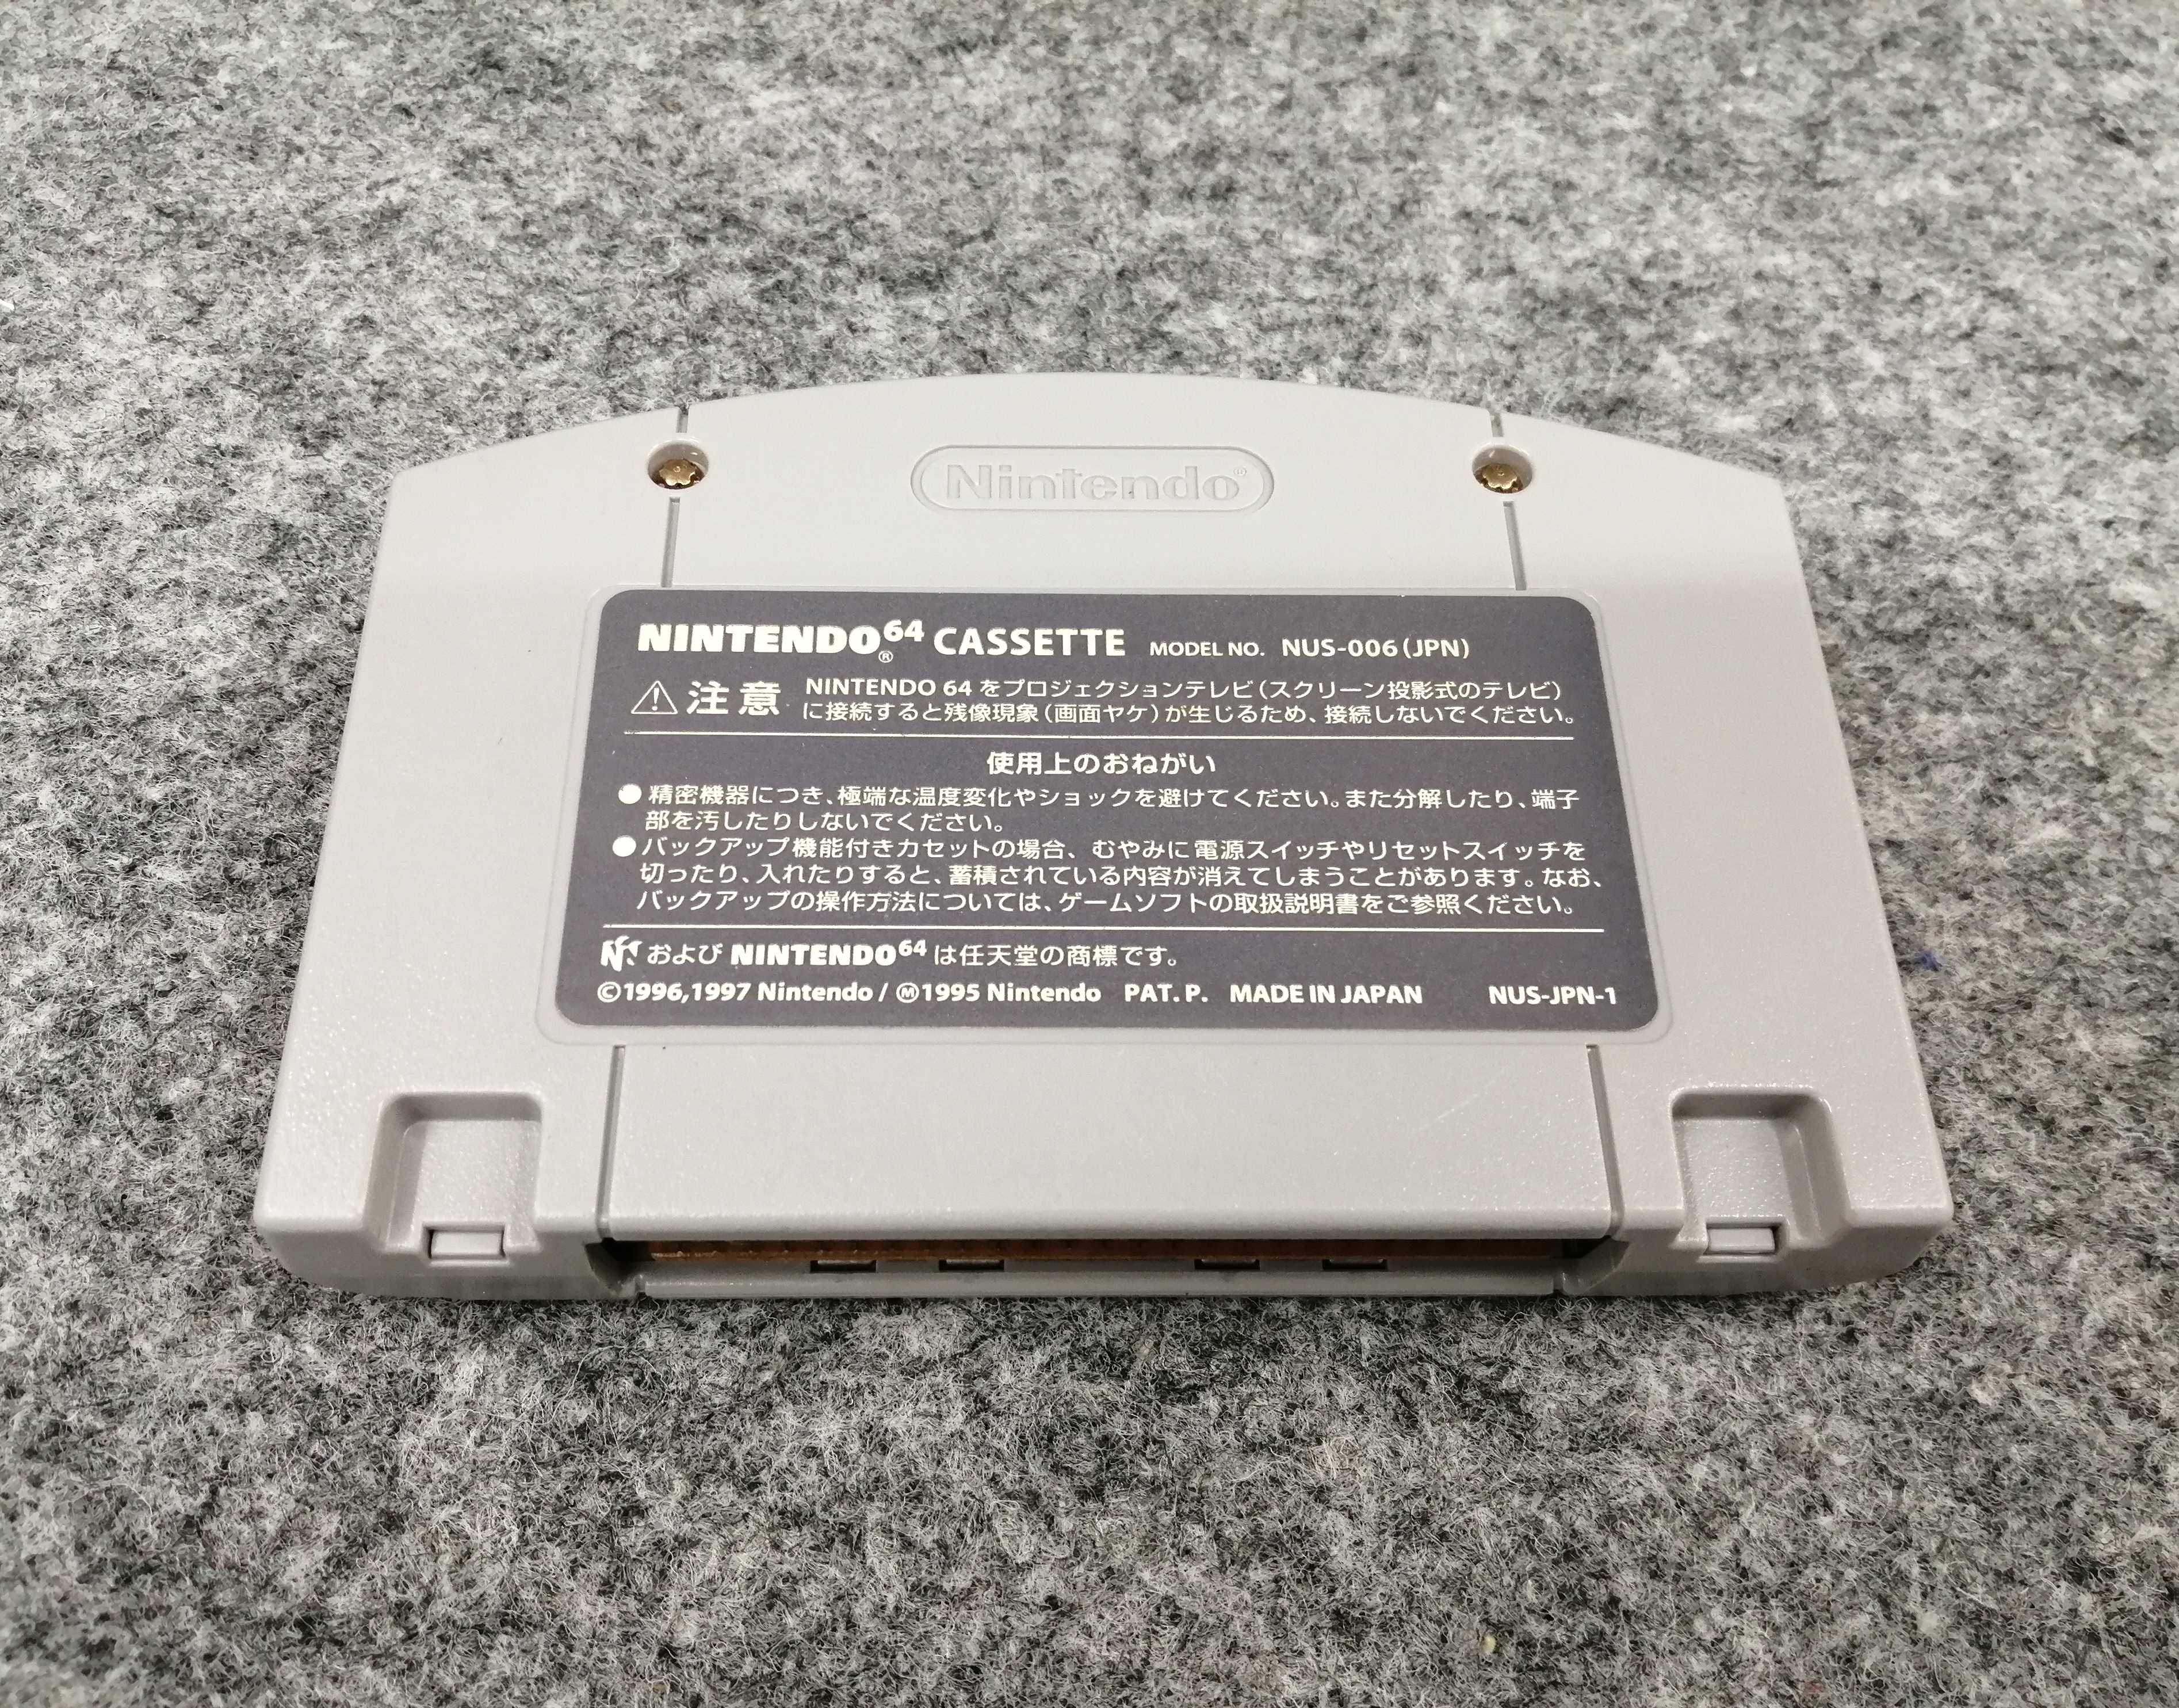 Nintendo®
NINTENDO®64 CASSETTE MODEL NO. NUS-006(JPN)
⚠注意 NINTENDO 64 をプロジェクションテレビ(スクリーン投影式のテレビ)
に接続すると残像現象(画面ヤケ)が生じるため、接続しないでください。
使用上のおねがい
●精密機器につき、極端な温度変化やショックを避けてください。また分解したり、端子
部を汚したりしないでください。
●バックアップ機能付きカセットの場合、むやみに電源スイッチやリセットスイッチを
切ったり、入れたりすると、蓄積されている内容が消えてしまうことがあります。なお、
バックアップの操作方法については、ゲームソフトの取扱説明書をご参照ください。
および NINTENDO64 は任天堂の商標です。
©1996,1997 Nintendo / Ⓜ1995 Nintendo PAT. P. MADE IN JAPAN NUS-JPN-1